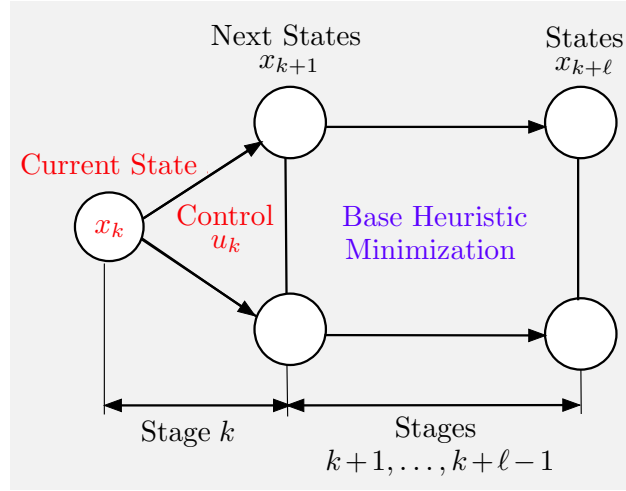 Next States
x_{k+1}
States
x_{k+ℓ}
Current State
x_k
Control
u_k
Base Heuristic
Minimization
Stage k
Stages
k+1,...,k+ℓ−1